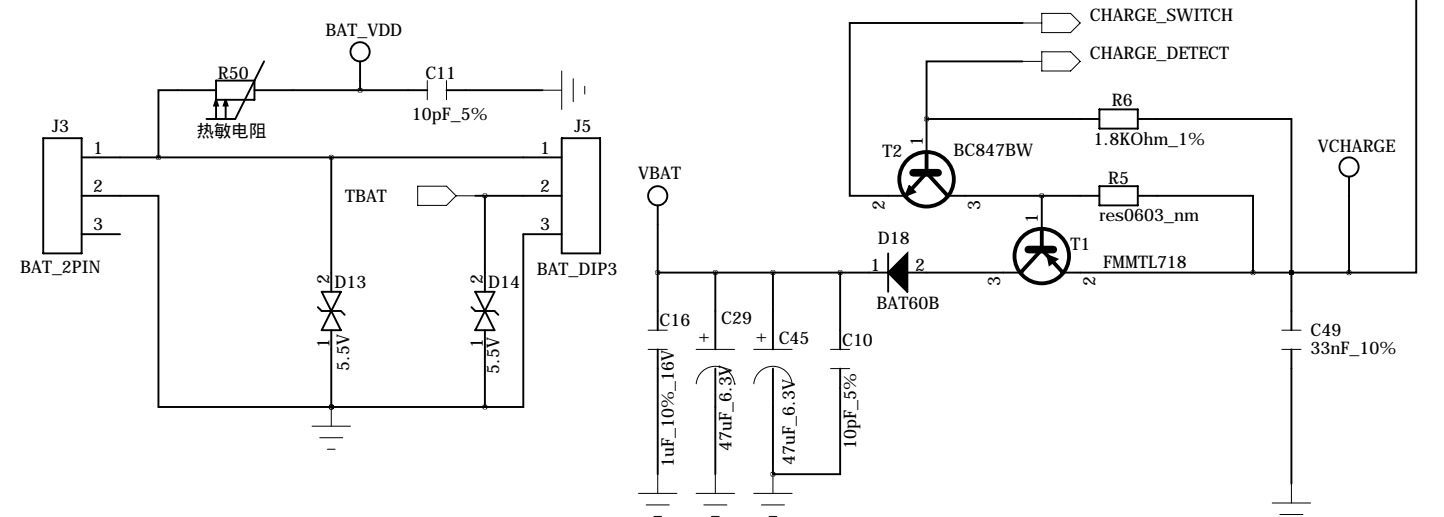 CHARGE_SWITCH
BAT_VDD
CHARGE_DETECT
R50
C11
10pF_5%
热敏电阻
J3
J5
R6
1.8KOhm_1%
1
1
T2
1
BC847BW
VCHARGE
VBAT
2
TBAT
2
R5
res0603_nm
2
3
3
3
1
T1
BAT_2PIN
BAT_DIP3
D18
1
2
BAT60B
3
2
FMMTL718
2
D13
1
5.5V
2
D14
1
5.5V
C16
1uF_10%_16V
+
C29
47uF_6.3V
+
C45
47uF_6.3V
C10
10pF_5%
C49
33nF_10%